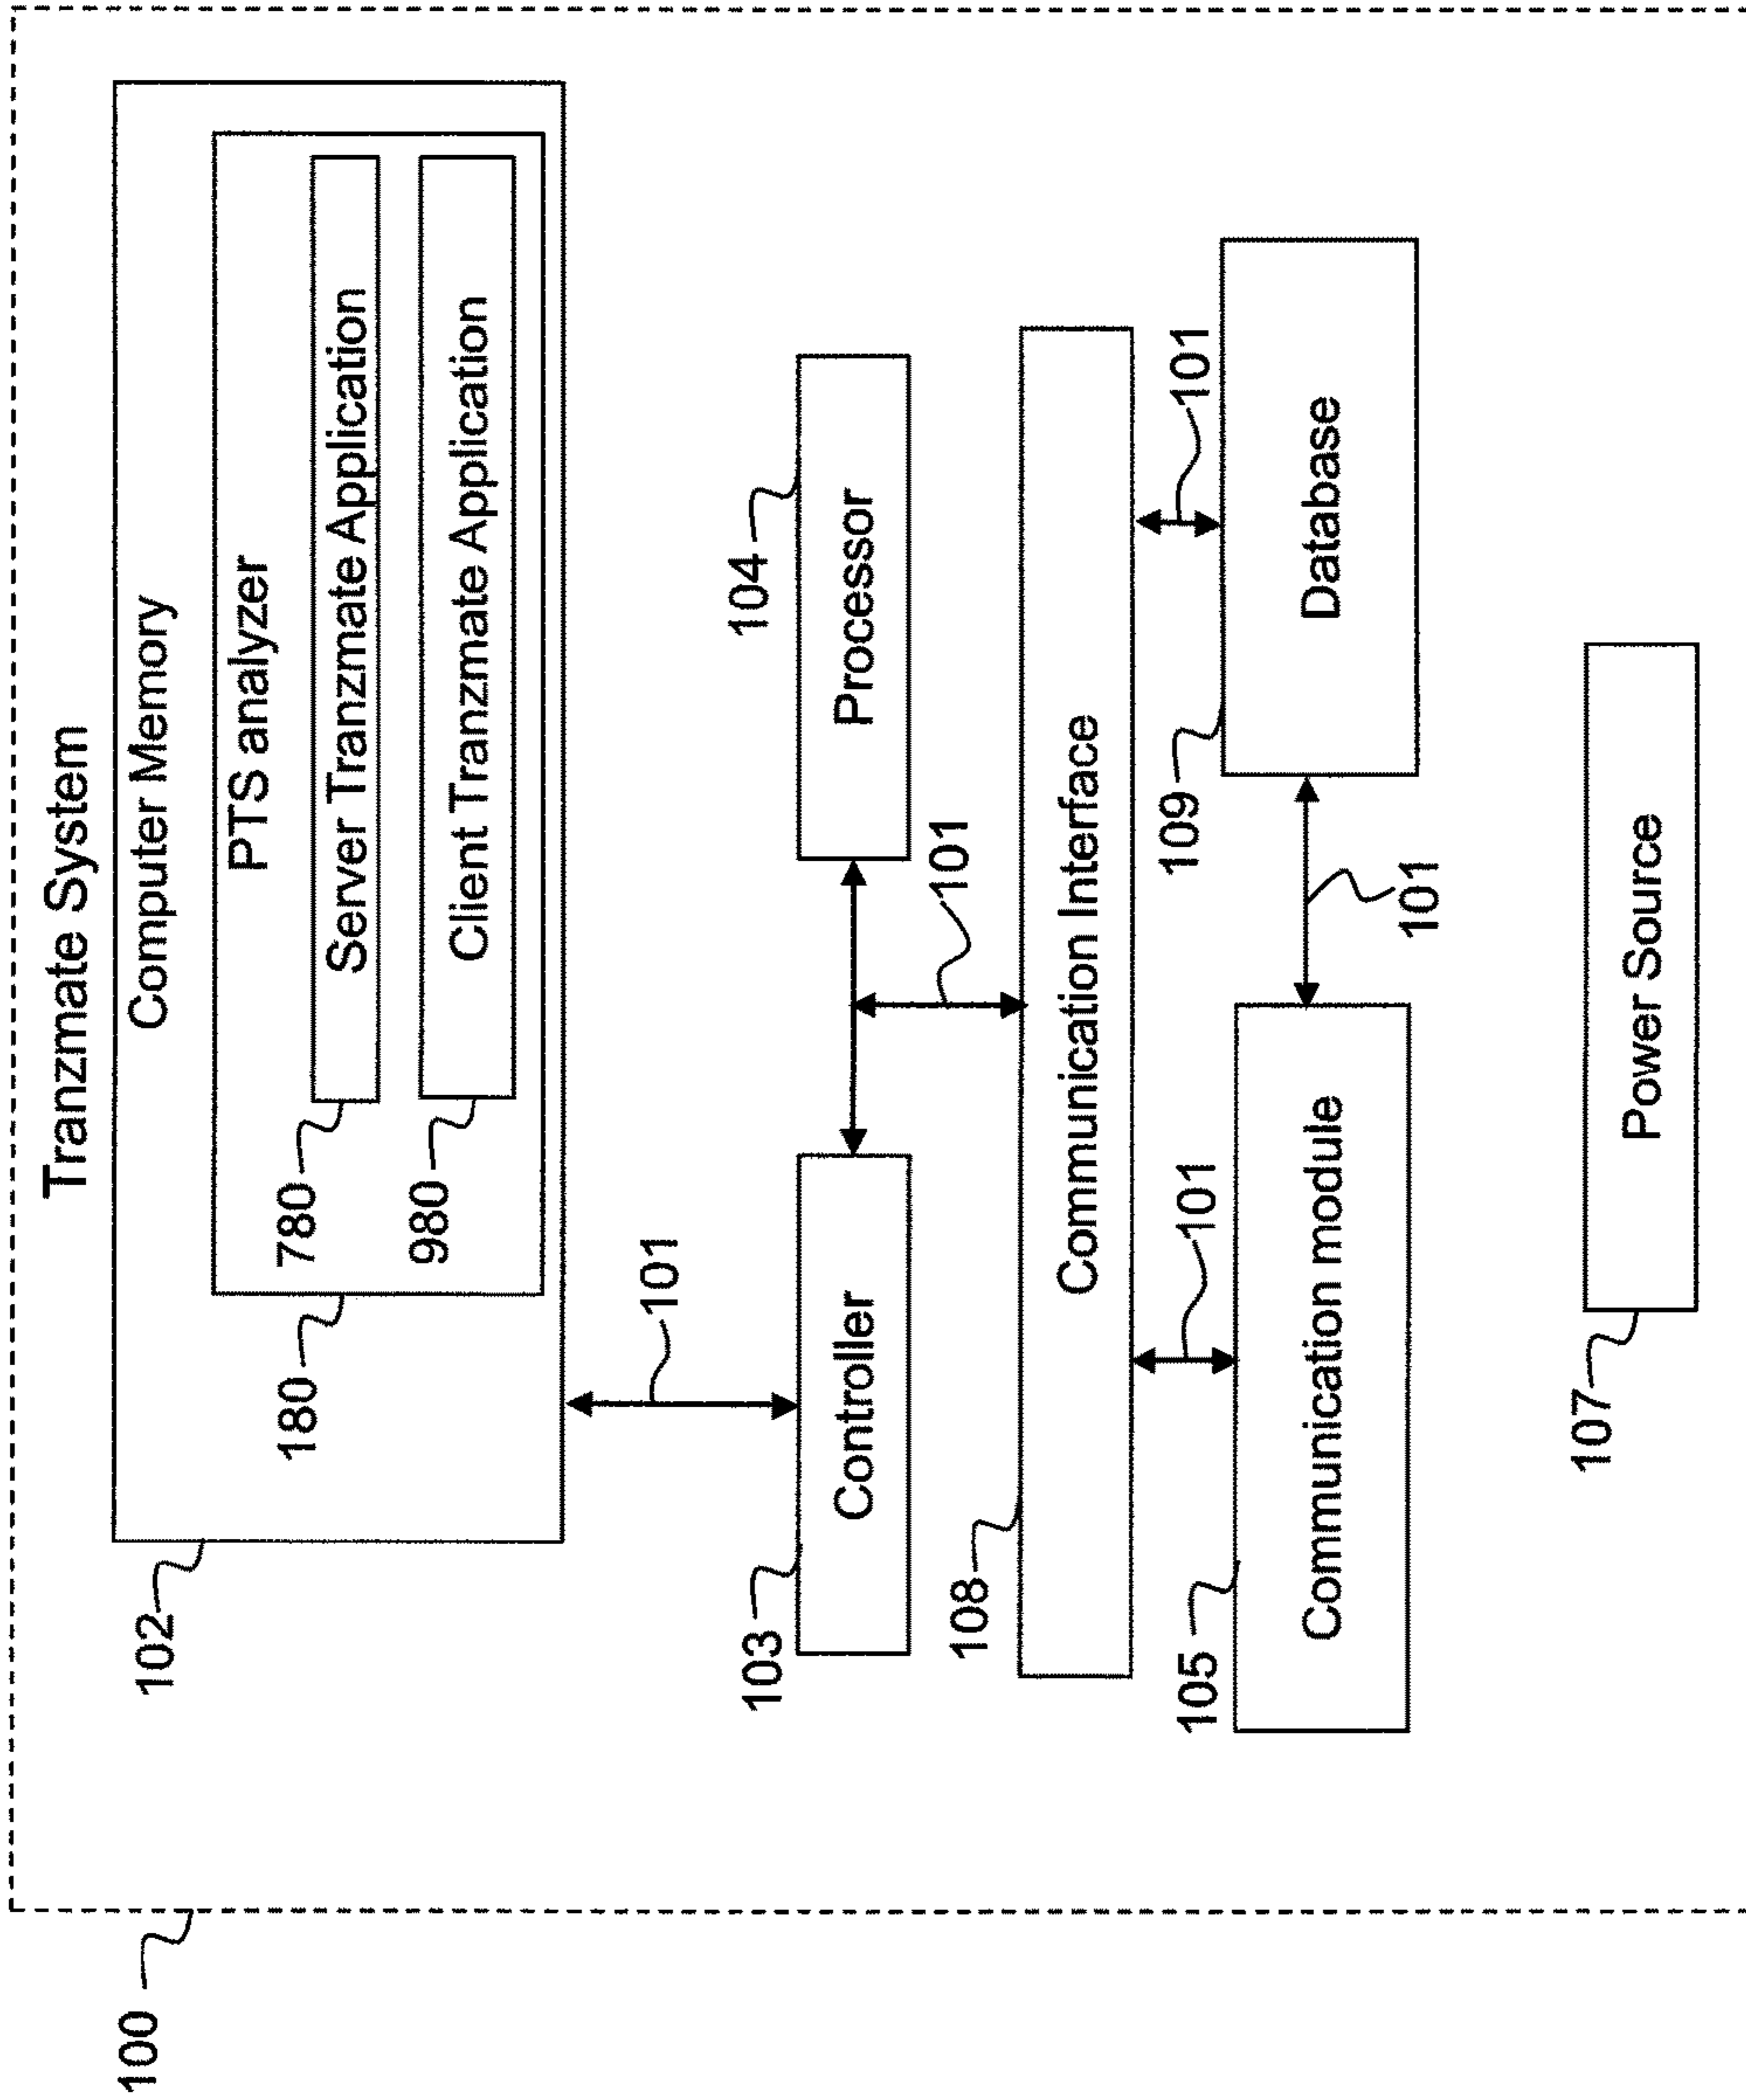 100
Tranzmate System
102
Computer Memory
180
PTS analyzer
780
Server Tranzmate Application
980
Client Tranzmate Application
101
103
Controller
104
Processor
101
108
Communication Interface
101
101
105
Communication module
109
Database
101
107
Power Source